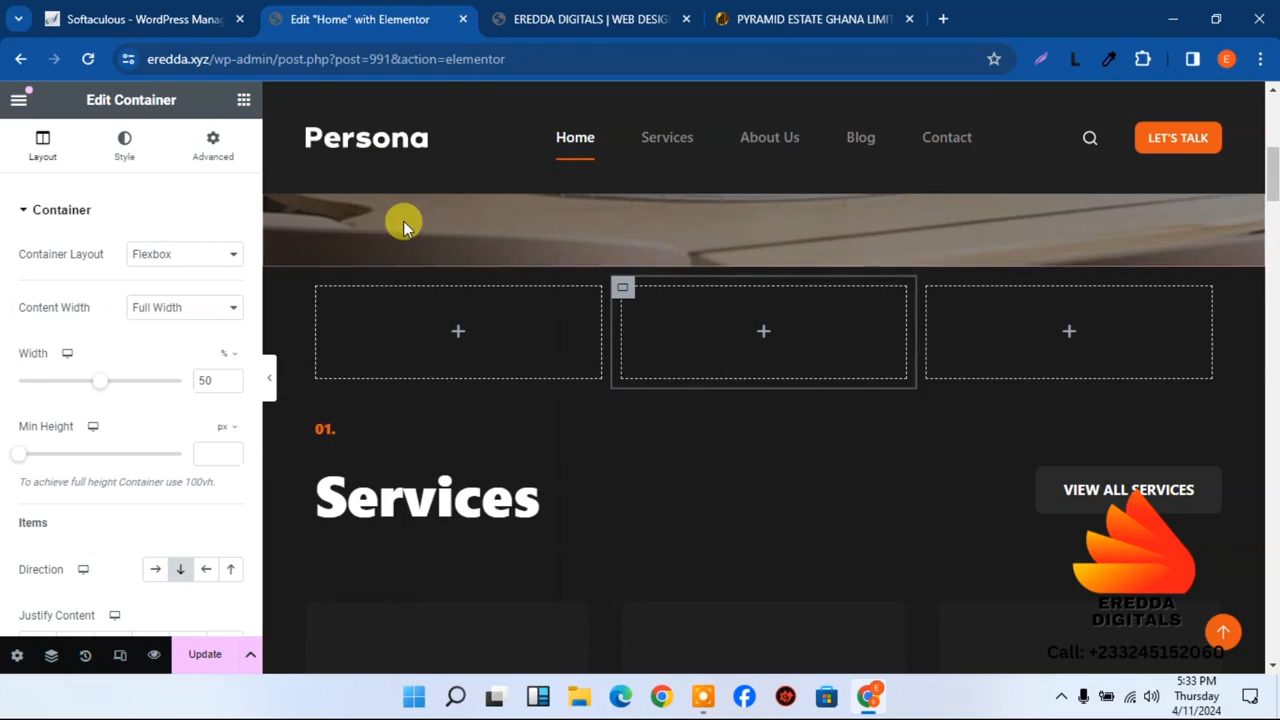 Softaculous - WordPress Mana
Edit "Home" with Elementor
EREDDA DIGITALS | WEB DESIG
PYRAMID ESTATE GHANA LIMI
eredda.xyz/wp-admin/post.php?post=991&action=elementor
L
E
Edit Container
Layout
Style
Advanced
Container
Container Layout
Flexbox
Content Width
Full Width
Width
%
50
Min Height
px
To achieve full height Container use 100vh.
Items
Direction
Justify Content
Update
Persona
Home
Services
About Us
Blog
Contact
LET'S TALK
01.
Services
VIEW ALL SERVICES
EREDDA
DIGITALS
Call: +233245152060
E
5:33 PM
Thursday
4/11/2024